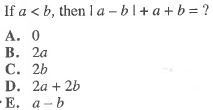 If a < b, then | a – b | + a + b = ?
A. 0
B. 2a
C. 2b
D. 2a + 2b
E. a – b